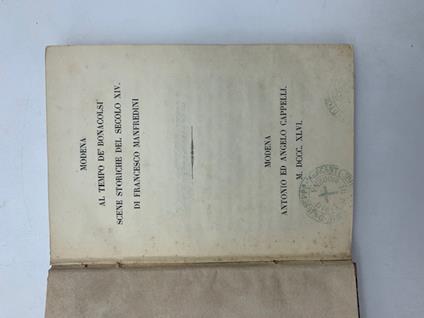 MODENA
AL TEMPO DE' BONACOLSI
SCENE STORICHE DEL SECOLO XIV.
DI FRANCESCO MANFREDINI
MODENA
ANTONIO ED ANGELO CAPPELLI.
M. DCCC. XLVI.